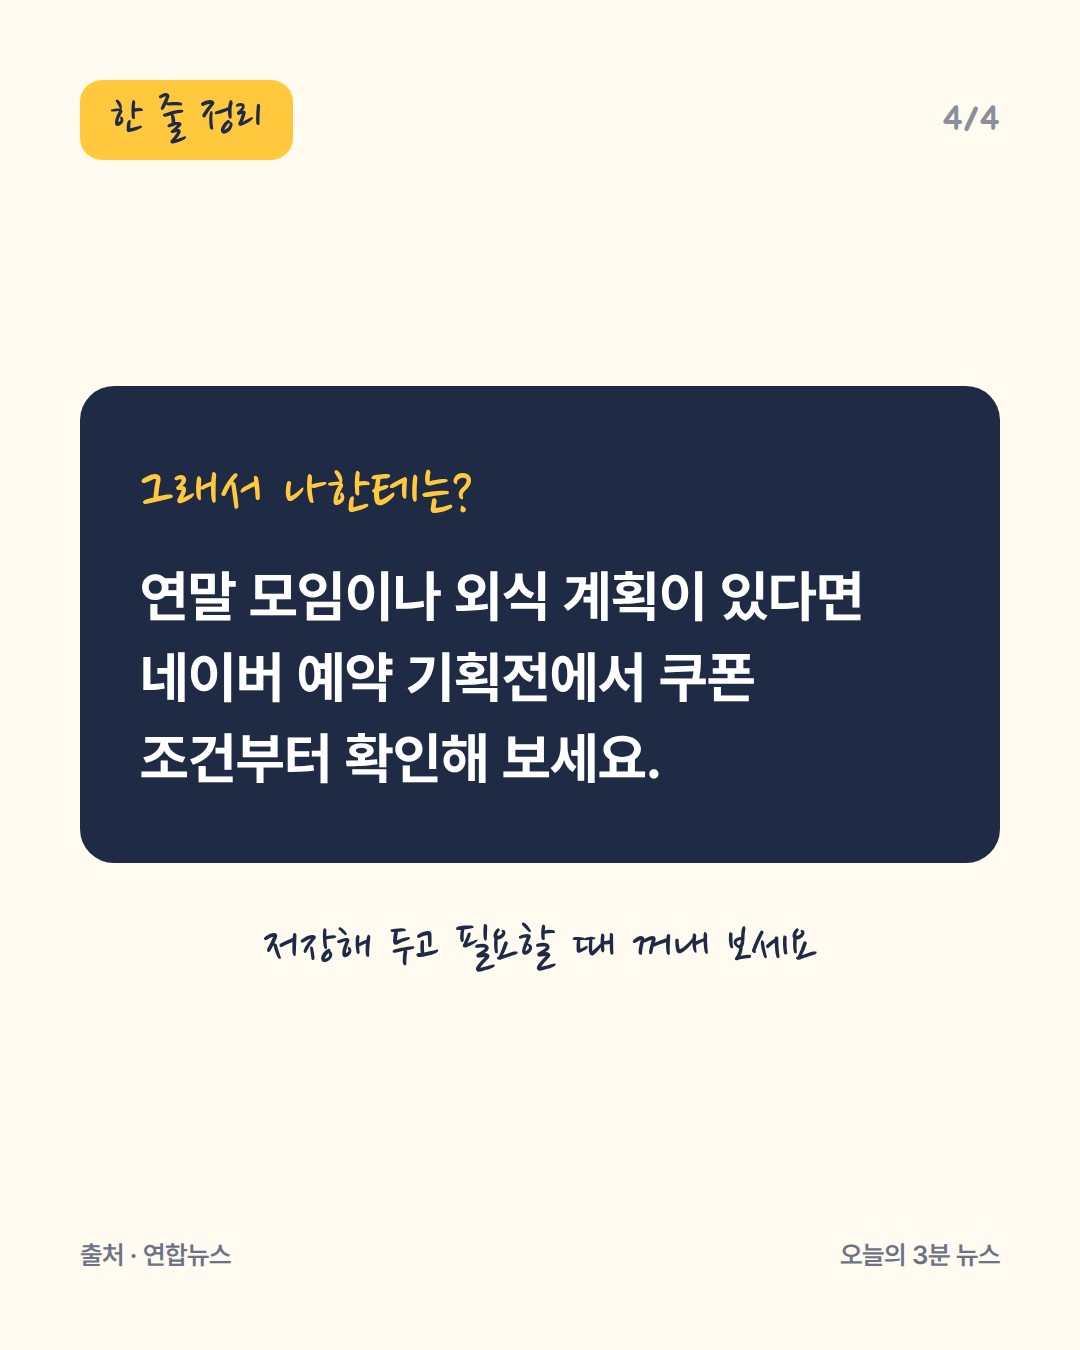 한 줄 정리
4/4
그래서 나한테는?
연말 모임이나 외식 계획이 있다면
네이버 예약 기획전에서 쿠폰
조건부터 확인해 보세요.
저장해 두고 필요할 때 꺼내 보세요
출처 · 연합뉴스
오늘의 3분 뉴스